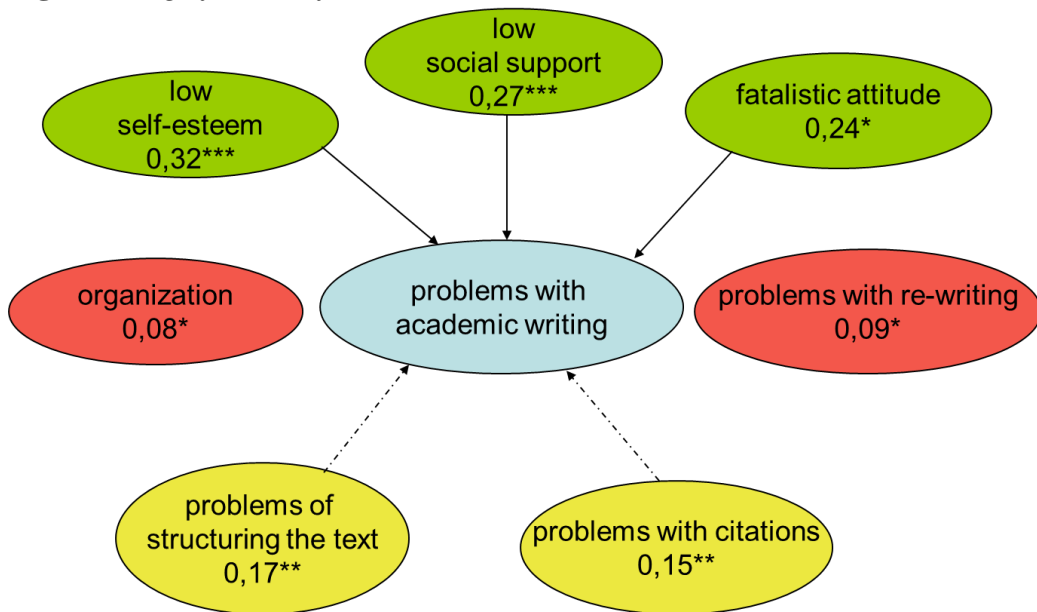 low
social support
0,27***
low
self-esteem
0,32***
fatalistic attitude
0,24*
organization
0,08*
problems with
academic writing
problems with re-writing
0,09*
problems of
structuring the text
0,17**
problems with citations
0,15**